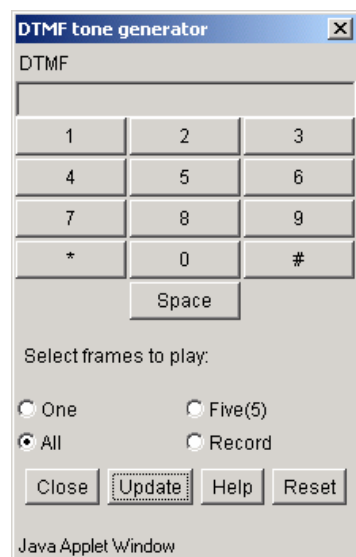 DTMF tone generator
DTMF
1 2 3
4 5 6
7 8 9
* 0 #
Space
Select frames to play:
One Five(5)
All Record
Close Update Help Reset
Java Applet Window